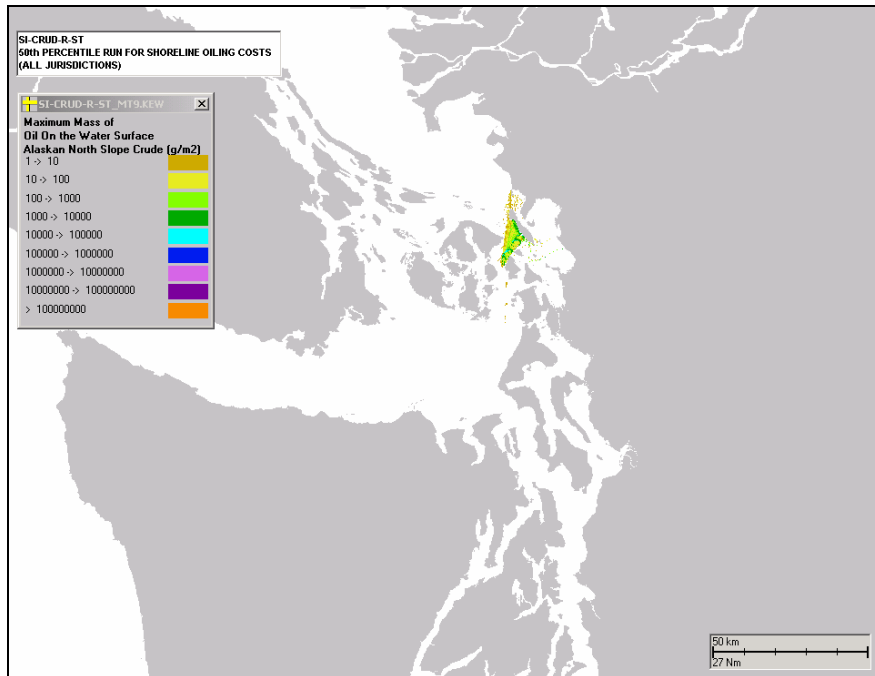 SI-CRUD-R-ST
50th PERCENTILE RUN FOR SHORELINE OILING COSTS
(ALL JURISDICTIONS)
SI-CRUD-R-ST_MT9.KEW
Maximum Mass of
Oil On the Water Surface
Alaskan North Slope Crude (g/m2)
1 -> 10
10 -> 100
100 -> 1000
1000 -> 10000
10000 -> 100000
100000 -> 1000000
1000000 -> 10000000
10000000 -> 100000000
> 100000000
50 km
27 Nm